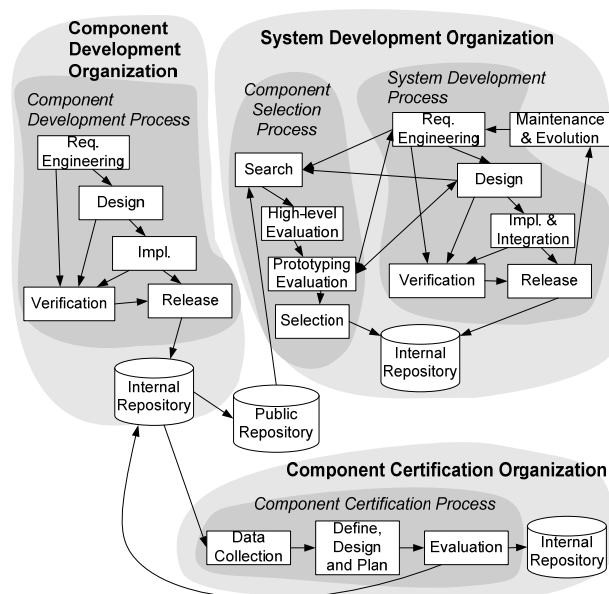 Component
Development
Organization
Component
Development Process
Req.
Engineering
Design
Impl.
Verification
Release
Internal
Repository
Public
Repository
System Development Organization
Component
Selection
Process
Search
High-level
Evaluation
Prototyping
Evaluation
Selection
System Development
Process
Req.
Engineering
Maintenance
& Evolution
Design
Impl. &
Integration
Verification
Release
Internal
Repository
Component Certification Organization
Component Certification Process
Data
Collection
Define,
Design
and Plan
Evaluation
Internal
Repository